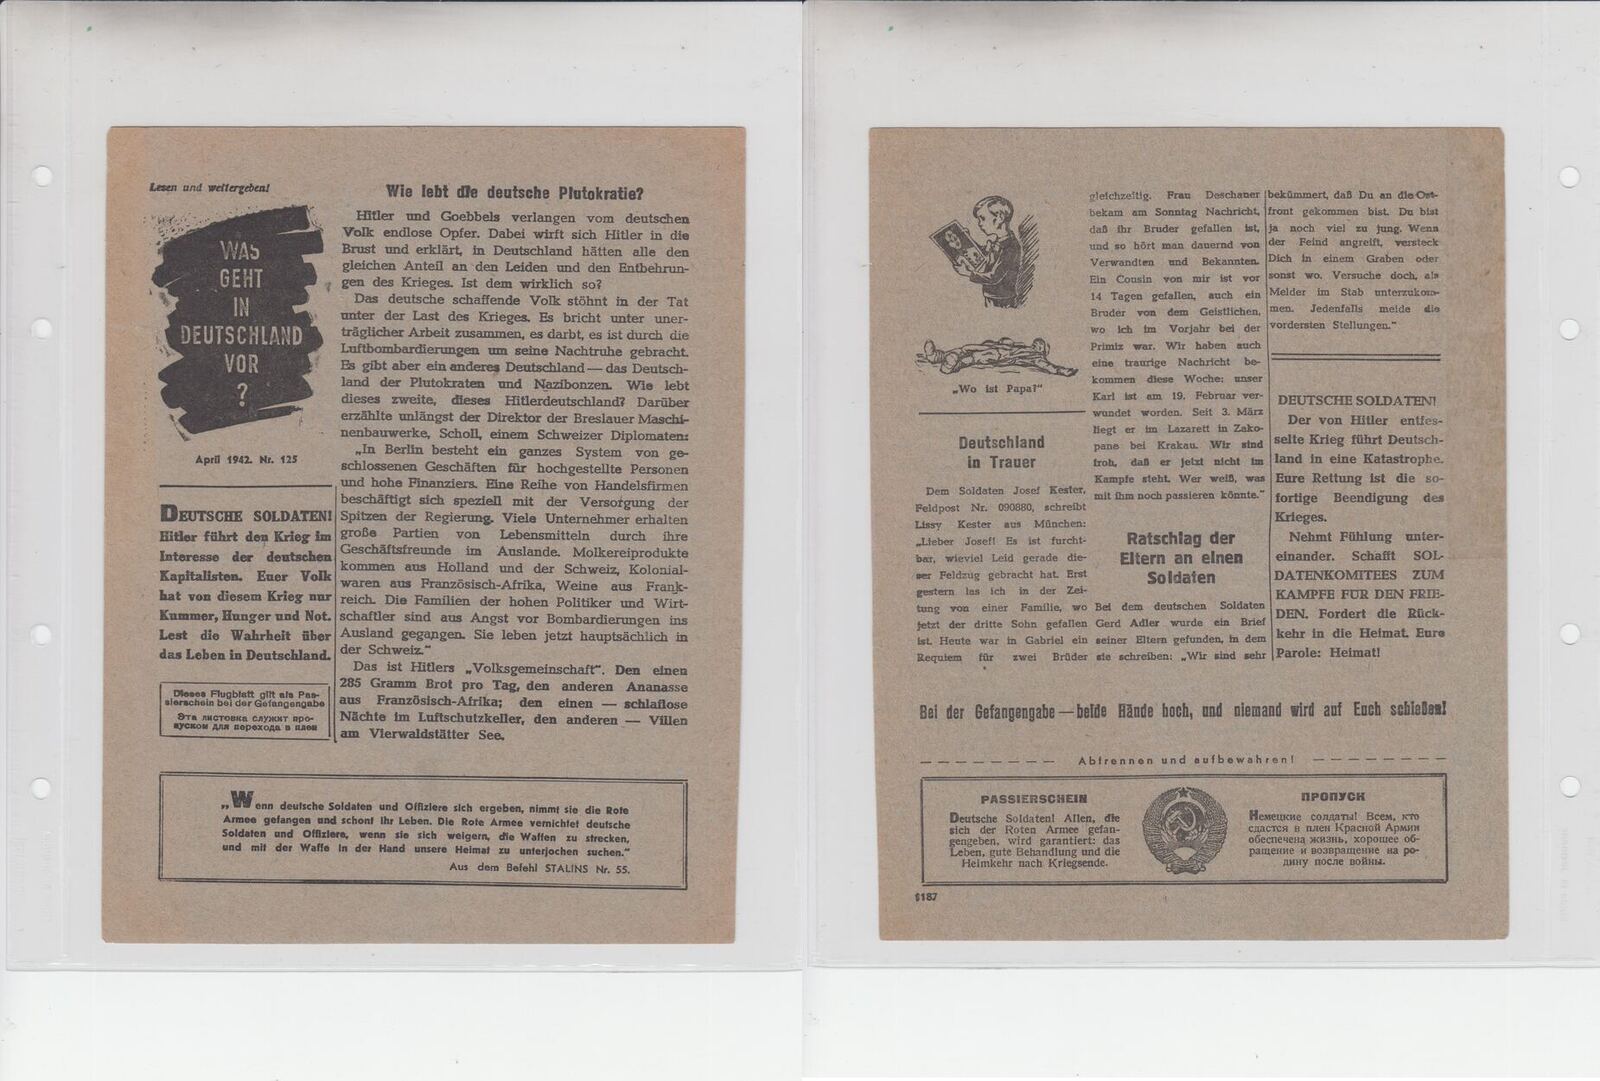 Lesen und weitergeben!
WAS
GEHT
IN
DEUTSCHLAND
VOR
?
April 1942. Nr. 125
DEUTSCHE SOLDATEN!
Hitler führt den Krieg im
Interesse der deutschen
Kapitalisten. Euer Volk
hat von diesem Krieg nur
Kummer, Hunger und Not.
Lest die Wahrheit über
das Leben in Deutschland.
Dieses Flugblatt gilt als Pas-
sierschein bei der Gefangengabe
Эта листовка служит про-
пуском для перехода в плен
Wie lebt die deutsche Plutokratie?
Hitler und Goebbels verlangen vom deutschen
Volk endlose Opfer. Dabei wirft sich Hitler in die
Brust und erklärt, in Deutschland hätten alle den
gleichen Anteil an den Leiden und den Entbehrun-
gen des Krieges. Ist dem wirklich so?
Das deutsche schaffende Volk stöhnt in der Tat
unter der Last des Krieges. Es bricht unter uner-
träglicher Arbeit zusammen, es darbt, es ist durch die
Luftbombardierungen um seine Nachtruhe gebracht.
Es gibt aber ein anderes Deutschland — das Deutsch-
land der Plutokraten und Nazibonzen. Wie lebt
dieses zweite, dieses Hitlerdeutschland? Darüber
erzählte unlängst der Direktor der Breslauer Maschi-
nenbauwerke, Scholl, einem Schweizer Diplomaten:
„In Berlin besteht ein ganzes System von ge-
schlossenen Geschäften für hochgestellte Personen
und hohe Finanziers. Eine Reihe von Handelsfirmen
beschäftigt sich speziell mit der Versorgung der
Spitzen der Regierung. Viele Unternehmer erhalten
große Partien von Lebensmitteln durch ihre
Geschäftsfreunde im Auslande. Molkereiprodukte
kommen aus Holland und der Schweiz, Kolonial-
waren aus Französisch-Afrika, Weine aus Frank-
reich. Die Familien der hohen Politiker und Wirt-
schaftler sind aus Angst vor Bombardierungen ins
Ausland gegangen. Sie leben jetzt hauptsächlich in
der Schweiz."
Das ist Hitlers „Volksgemeinschaft". Den einen
285 Gramm Brot pro Tag, den anderen Ananasse
aus Französisch-Afrika; den einen — schlaflose
Nächte im Luftschutzkeller, den anderen — Villen
am Vierwaldstätter See.
„Wenn deutsche Soldaten und Offiziere sich ergeben, nimmt sie die Rote
Armee gefangen und schont ihr Leben. Die Rote Armee vernichtet deutsche
Soldaten und Offiziere, wenn sie sich weigern, die Waffen zu strecken,
und mit der Waffe in der Hand unsere Heimat zu unterjochen suchen."
Aus dem Befehl STALINS Nr. 55.
„Wo ist Papa?"
Deutschland
in Trauer
Dem Soldaten Josef Kester,
Feldpost Nr. 090880, schreibt
Lissy Kester aus München:
„Lieber Josef! Es ist furcht-
bar, wieviel Leid gerade die-
ser Feldzug gebracht hat. Erst
gestern las ich in der Zei-
tung von einer Familie, wo
jetzt der dritte Sohn gefallen
ist. Heute war in Gabriel ein
Requiem für zwei Brüder
gleichzeitig. Frau Deschauer
bekam am Sonntag Nachricht,
daß ihr Bruder gefallen ist,
und so hört man dauernd von
Verwandten und Bekannten.
Ein Cousin von mir ist vor
14 Tagen gefallen, auch ein
Bruder von dem Geistlichen,
wo ich im Vorjahr bei der
Primiz war. Wir haben auch
eine traurige Nachricht be-
kommen diese Woche: unser
Karl ist am 19. Februar ver-
wundet worden. Seit 3. März
liegt er im Lazarett in Zako-
pane bei Krakau. Wir sind
froh, daß er jetzt nicht im
Kampfe steht. Wer weiß, was
mit ihm noch passieren könnte."
Ratschlag der
Eltern an einen
Soldaten
Bei dem deutschen Soldaten
Gerd Adler wurde ein Brief
seiner Eltern gefunden, in dem
sie schreiben: „Wir sind sehr
bekümmert, daß Du an die Ost-
front gekommen bist. Du bist
ja noch viel zu jung. Wenn
der Feind angreift, versteck
Dich in einem Graben oder
sonst wo. Versuche doch, als
Melder im Stab unterzukom-
men. Jedenfalls meide die
vordersten Stellungen."
DEUTSCHE SOLDATEN!
Der von Hitler entfes-
selte Krieg führt Deutsch-
land in eine Katastrophe.
Eure Rettung ist die so-
fortige Beendigung des
Krieges.
Nehmt Fühlung unter-
einander. Schafft SOL-
DATENKOMITEES ZUM
KAMPFE FÜR DEN FRIE-
DEN. Fordert die Rück-
kehr in die Heimat. Eure
Parole: Heimat!
Bei der Gefangengabe — beide Hände hoch, und niemand wird auf Euch schießen!
Abtrennen und aufbewahren!
PASSIERSCHEIN
Deutsche Soldaten! Allen, die
sich der Roten Armee gefan-
gengeben, wird garantiert: das
Leben, gute Behandlung und die
Heimkehr nach Kriegsende.
ПРОПУСК
Немецкие солдаты! Всем, кто
сдастся в плен Красной Армии
обеспечена жизнь, хорошее об-
ращение и возвращение на ро-
дину после войны.
1187